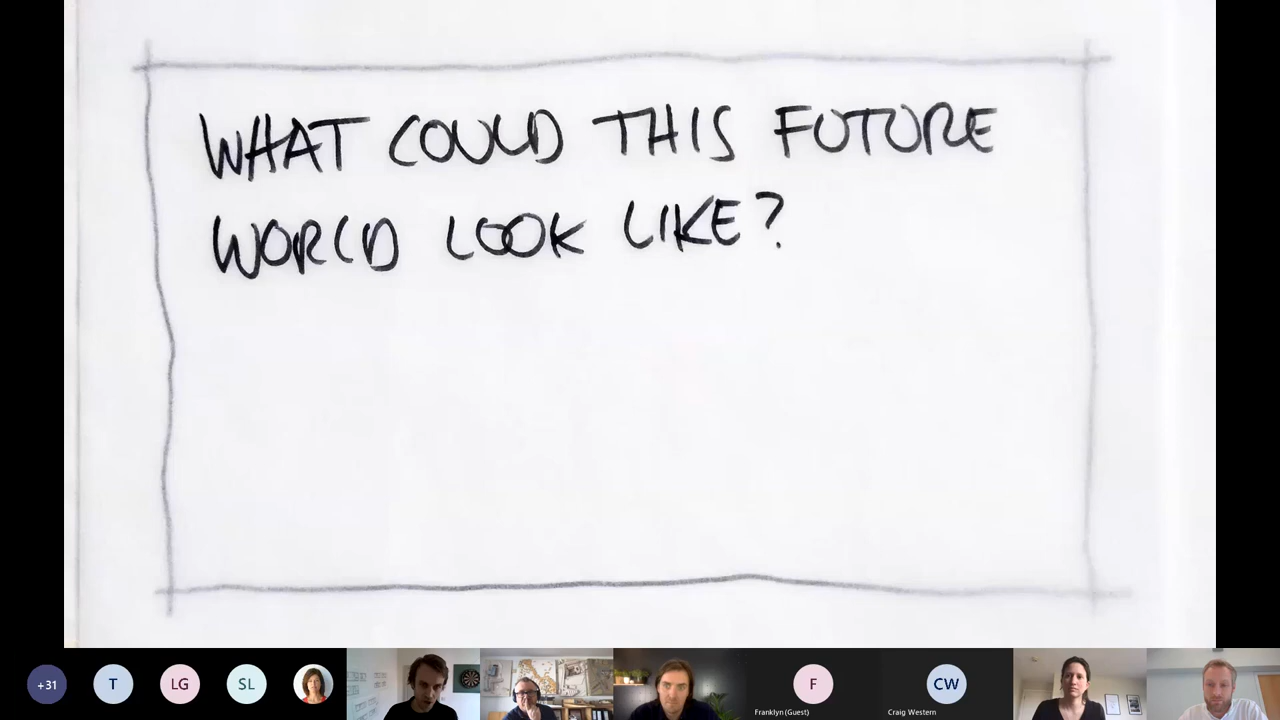 WHAT COULD THIS FUTURE
WORLD LOOK LIKE?
+31
T
LG
SL
F
Franklyn (Guest)
CW
Craig Western